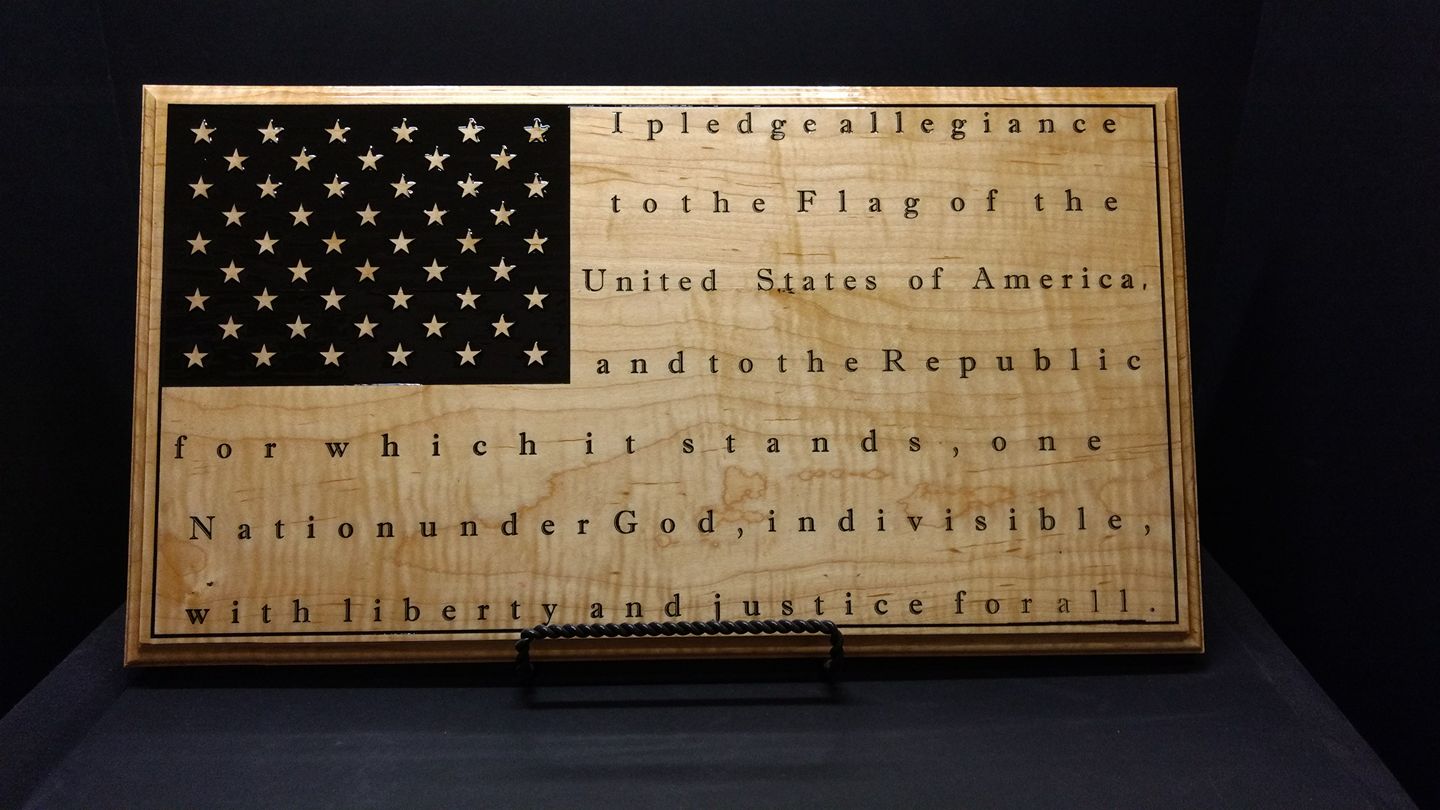 I pledge allegiance
to the Flag of the
United States of America,
and to the Republic
for which it stands, one
Nation under God, indivisible,
with liberty and justice for all.